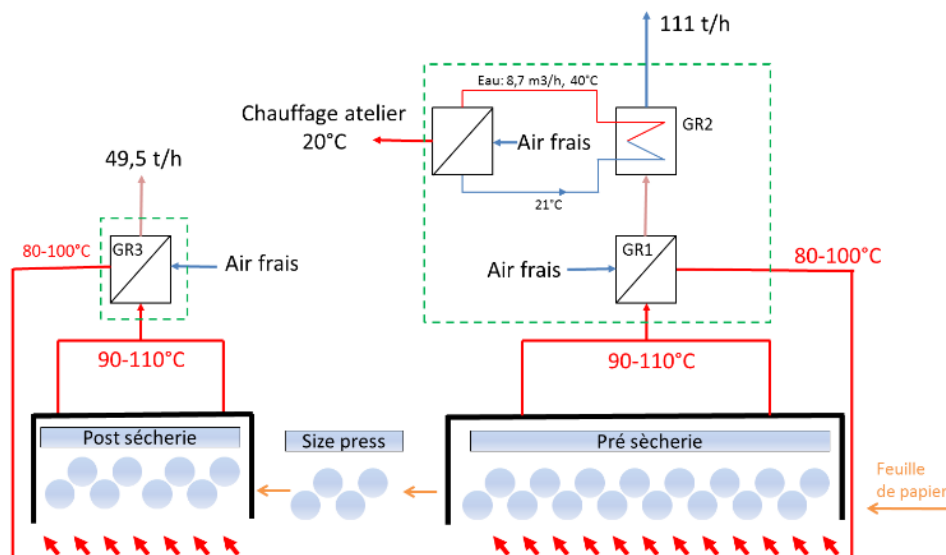 111 t/h
Eau: 8,7 m3/h, 40°C
GR2
Chauffage atelier
20°C
Air frais
49,5 t/h
21°C
80-100°C
GR3
Air frais
Air frais
GR1
80-100°C
90-110°C
90-110°C
Post sécherie
Size press
Pré sècherie
Feuille
de papier